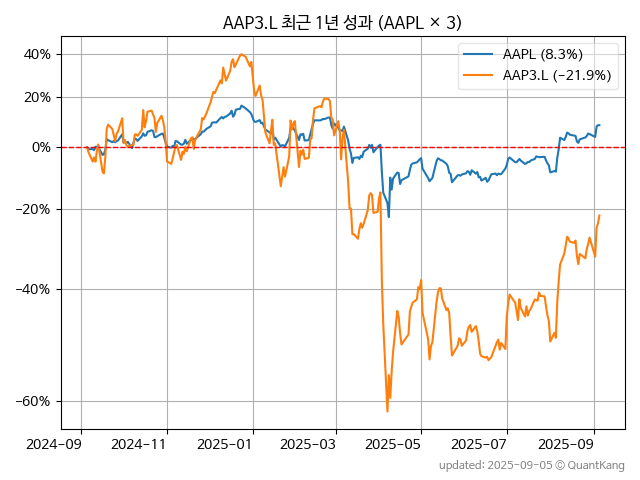 AAP3.L 최근 1년 성과 (AAPL × 3)
AAPL (8.3%)
AAP3.L (−21.9%)
40%
20%
0%
−20%
−40%
−60%
2024-09 2024-11 2025-01 2025-03 2025-05 2025-07 2025-09
updated: 2025-09-05 © QuantKang